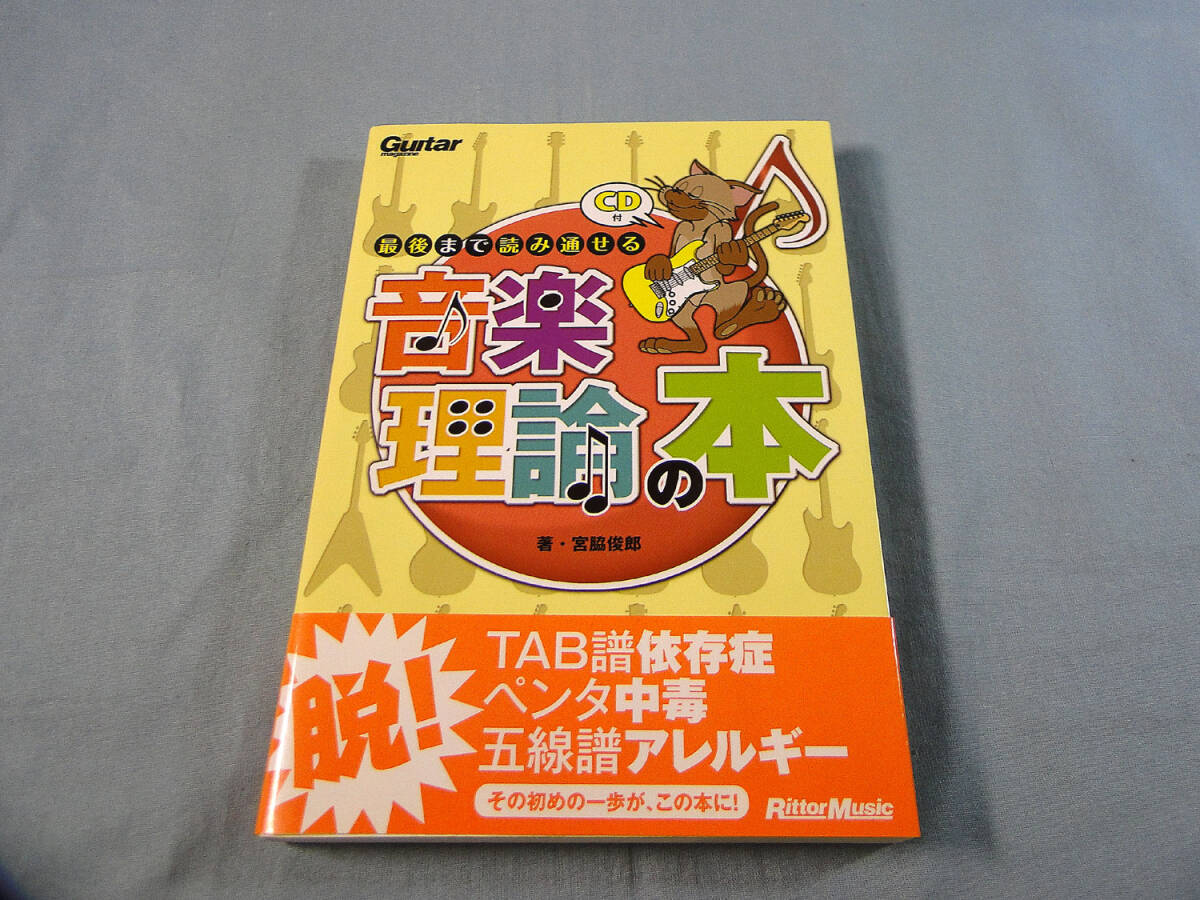 Guitar
magazine
CD
付
最後まで読み通せる
音楽
理論の本
著・宮脇俊郎
脱!
TAB譜依存症
ペンタ中毒
五線譜アレルギー
その初めの一歩が、この本に!
RittorMusic